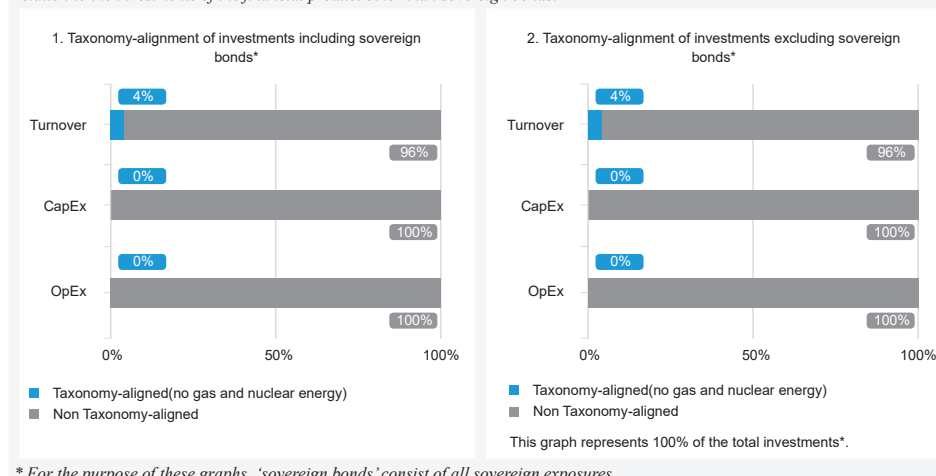 1. Taxonomy-alignment of investments including sovereign
bonds*
4%
Turnover
96%
0%
CapEx
100%
0%
OpEx
100%
0%
50%
100%
Taxonomy-aligned(no gas and nuclear energy)
Non Taxonomy-aligned
2. Taxonomy-alignment of investments excluding sovereign
bonds*
4%
Turnover
96%
0%
CapEx
100%
0%
OpEx
100%
0%
50%
100%
Taxonomy-aligned(no gas and nuclear energy)
Non Taxonomy-aligned
This graph represents 100% of the total investments*.
* For the purpose of these graphs, ‘sovereign bonds’ consist of all sovereign exposures